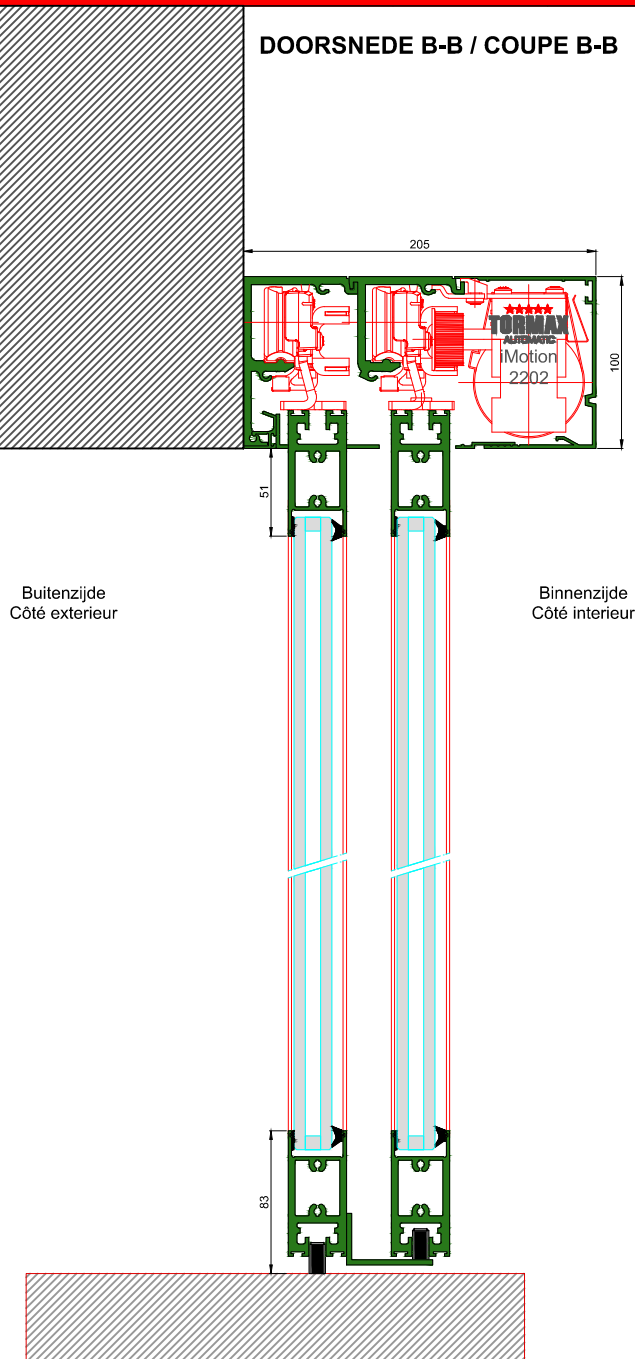 DOORSNEDE B-B / COUPE B-B
205
100
TORMAX
AUTOMATIC
iMotion
2202
51
Buitenzijde
Côté exterieur
Binnenzijde
Côté interieur
83